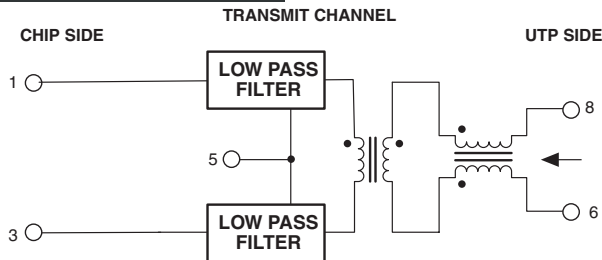 TRANSMIT CHANNEL
CHIP SIDE
UTP SIDE
LOW PASS
FILTER
1
8
5
LOW PASS
FILTER
3
6